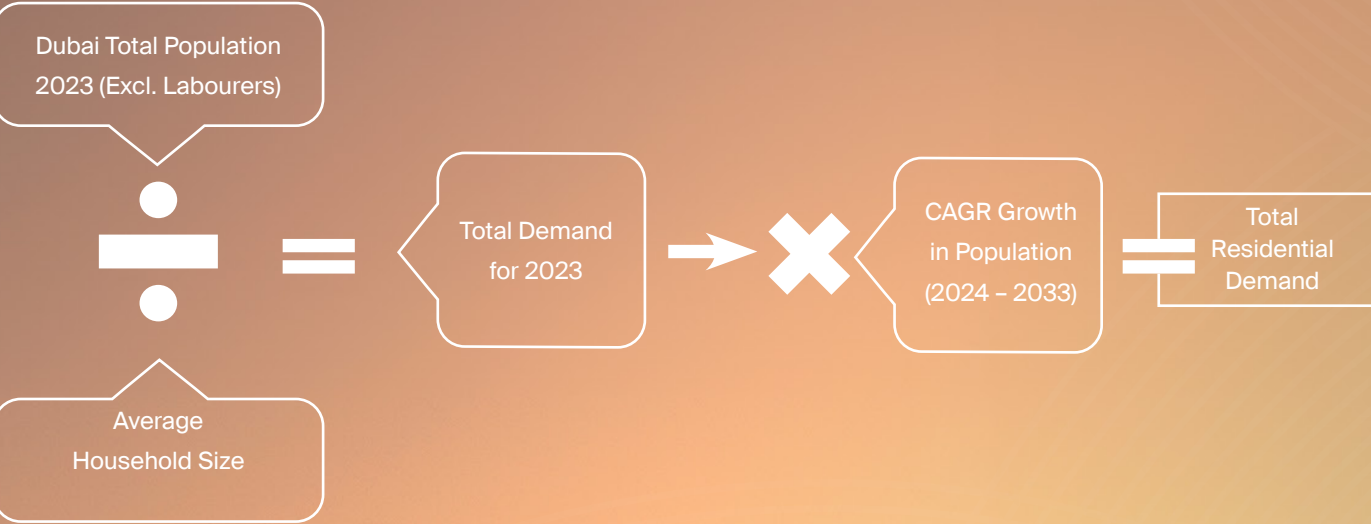 Dubai Total Population
2023 (Excl. Labourers)
Average
Household Size
Total Demand
for 2023
CAGR Growth
in Population
(2024 – 2033)
Total
Residential
Demand